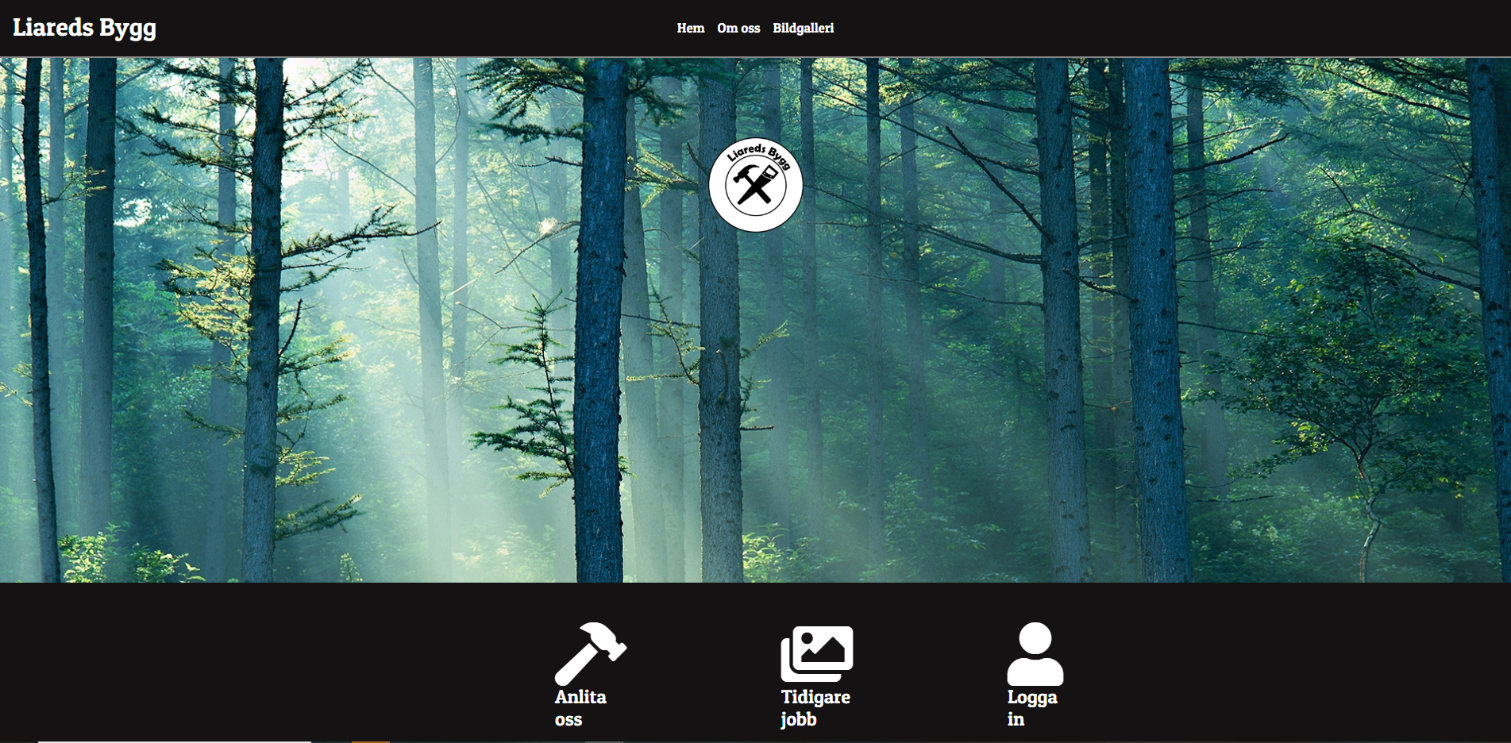 Liareds Bygg
Hem Om oss Bildgalleri
Liareds Bygg
Anlita
oss
Tidigare
jobb
Logga
in